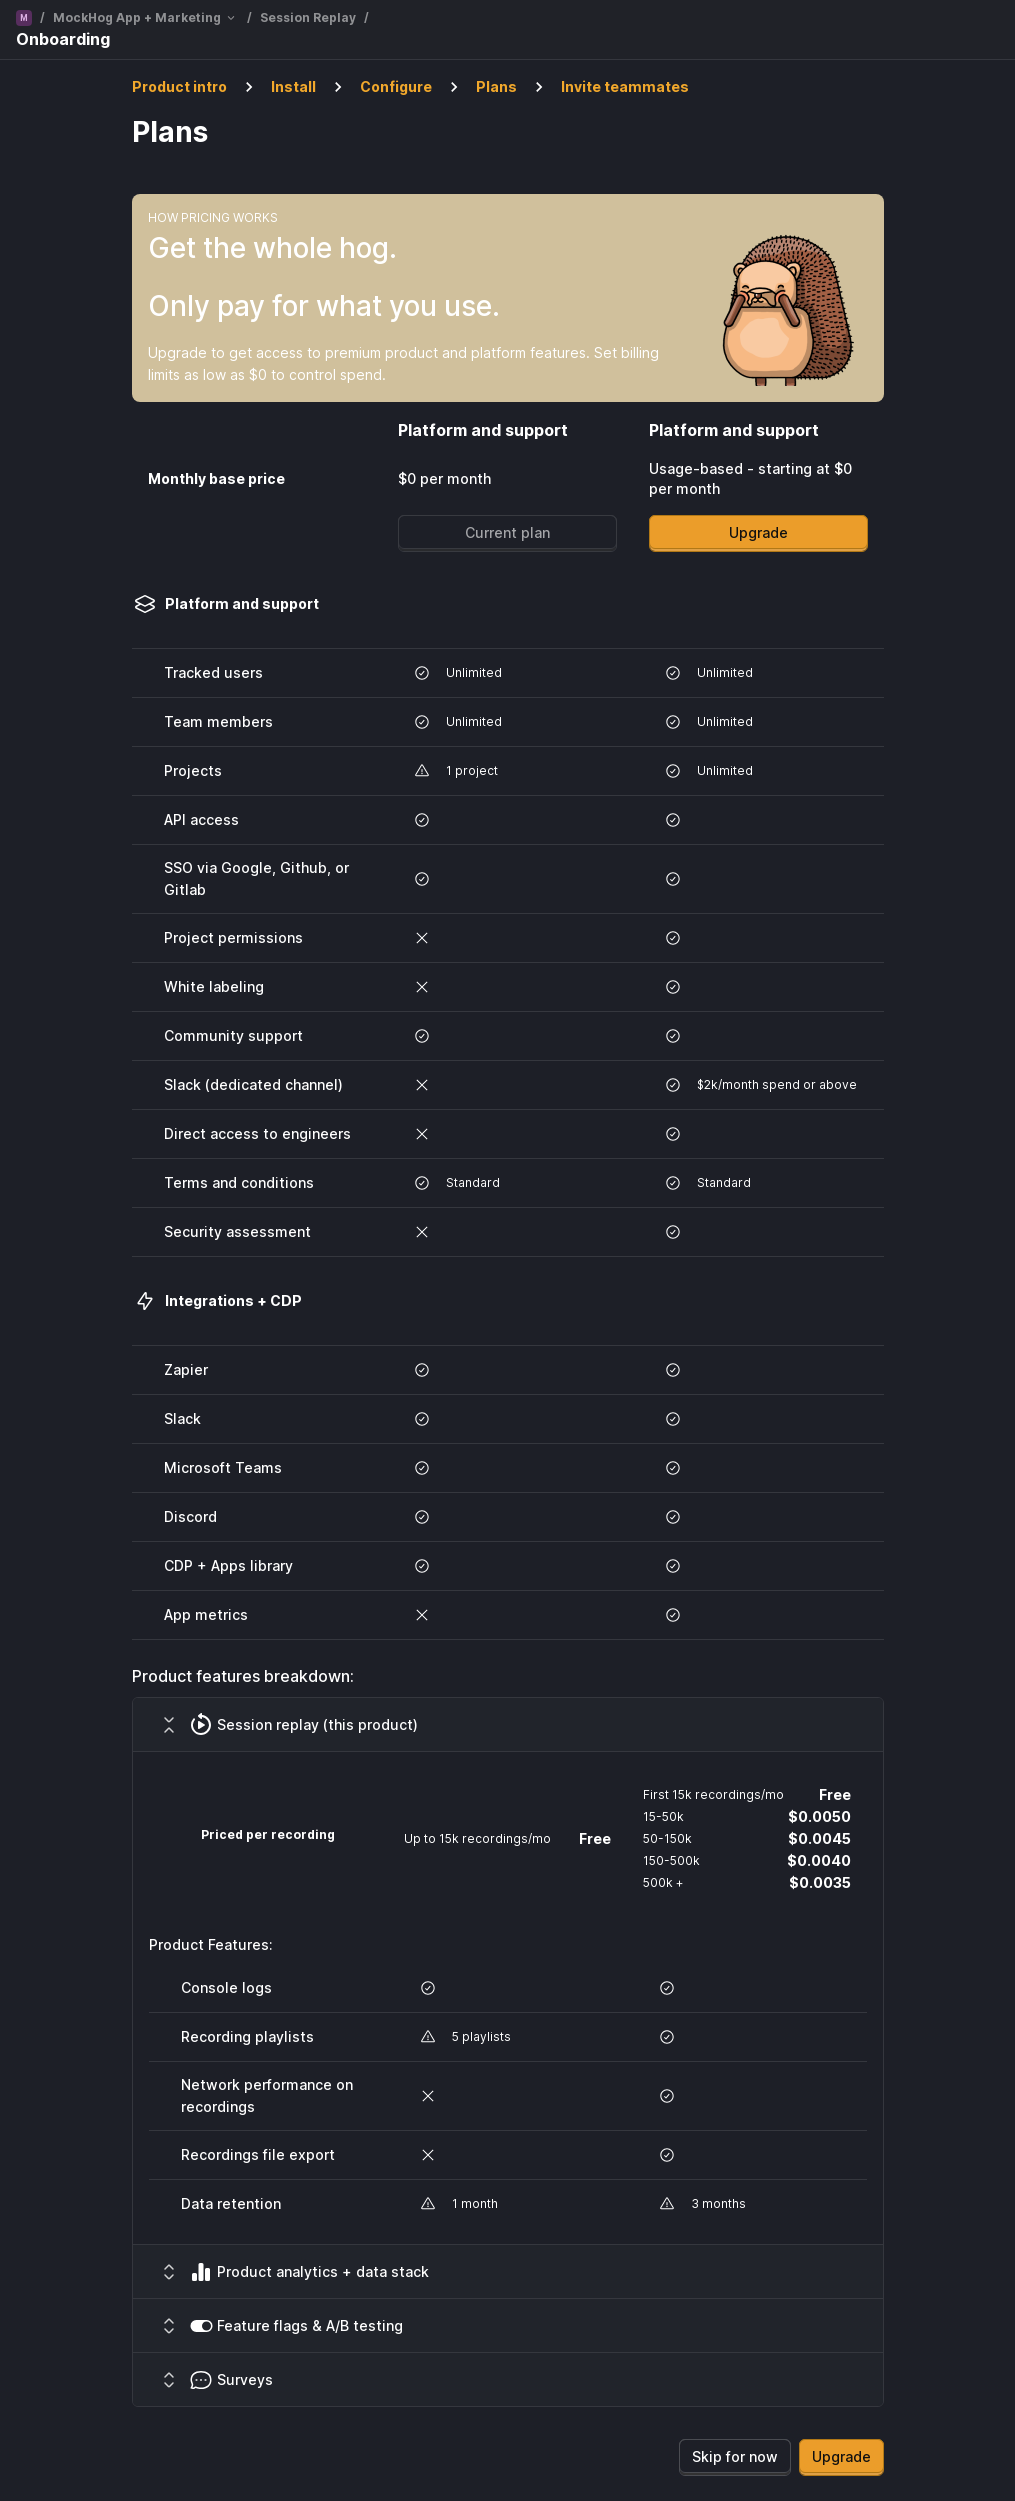 M / MockHog App + Marketing / Session Replay /
Onboarding
Product intro > Install > Configure > Plans > Invite teammates
Plans
HOW PRICING WORKS
Get the whole hog.
Only pay for what you use.
Upgrade to get access to premium product and platform features. Set billing
limits as low as $0 to control spend.
Platform and support Platform and support
Monthly base price $0 per month Usage-based - starting at $0
per month
Current plan Upgrade
Platform and support
Tracked users Unlimited Unlimited
Team members Unlimited Unlimited
Projects 1 project Unlimited
API access
SSO via Google, Github, or
Gitlab
Project permissions
White labeling
Community support
Slack (dedicated channel) $2k/month spend or above
Direct access to engineers
Terms and conditions Standard Standard
Security assessment
Integrations + CDP
Zapier
Slack
Microsoft Teams
Discord
CDP + Apps library
App metrics
Product features breakdown:
Session replay (this product)
First 15k recordings/mo Free
15-50k $0.0050
Priced per recording Up to 15k recordings/mo Free 50-150k $0.0045
150-500k $0.0040
500k + $0.0035
Product Features:
Console logs
Recording playlists 5 playlists
Network performance on
recordings
Recordings file export
Data retention 1 month 3 months
Product analytics + data stack
Feature flags & A/B testing
Surveys
Skip for now Upgrade